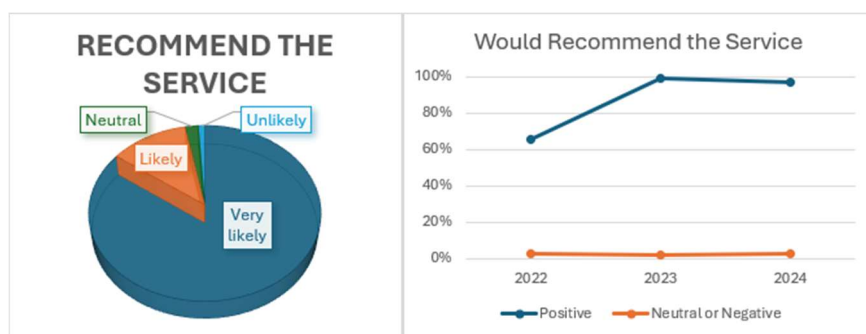 RECOMMEND THE
SERVICE
Neutral
Unlikely
Likely
Very
likely
Would Recommend the Service
100%
80%
60%
40%
20%
0%
2022 2023 2024
Positive Neutral or Negative